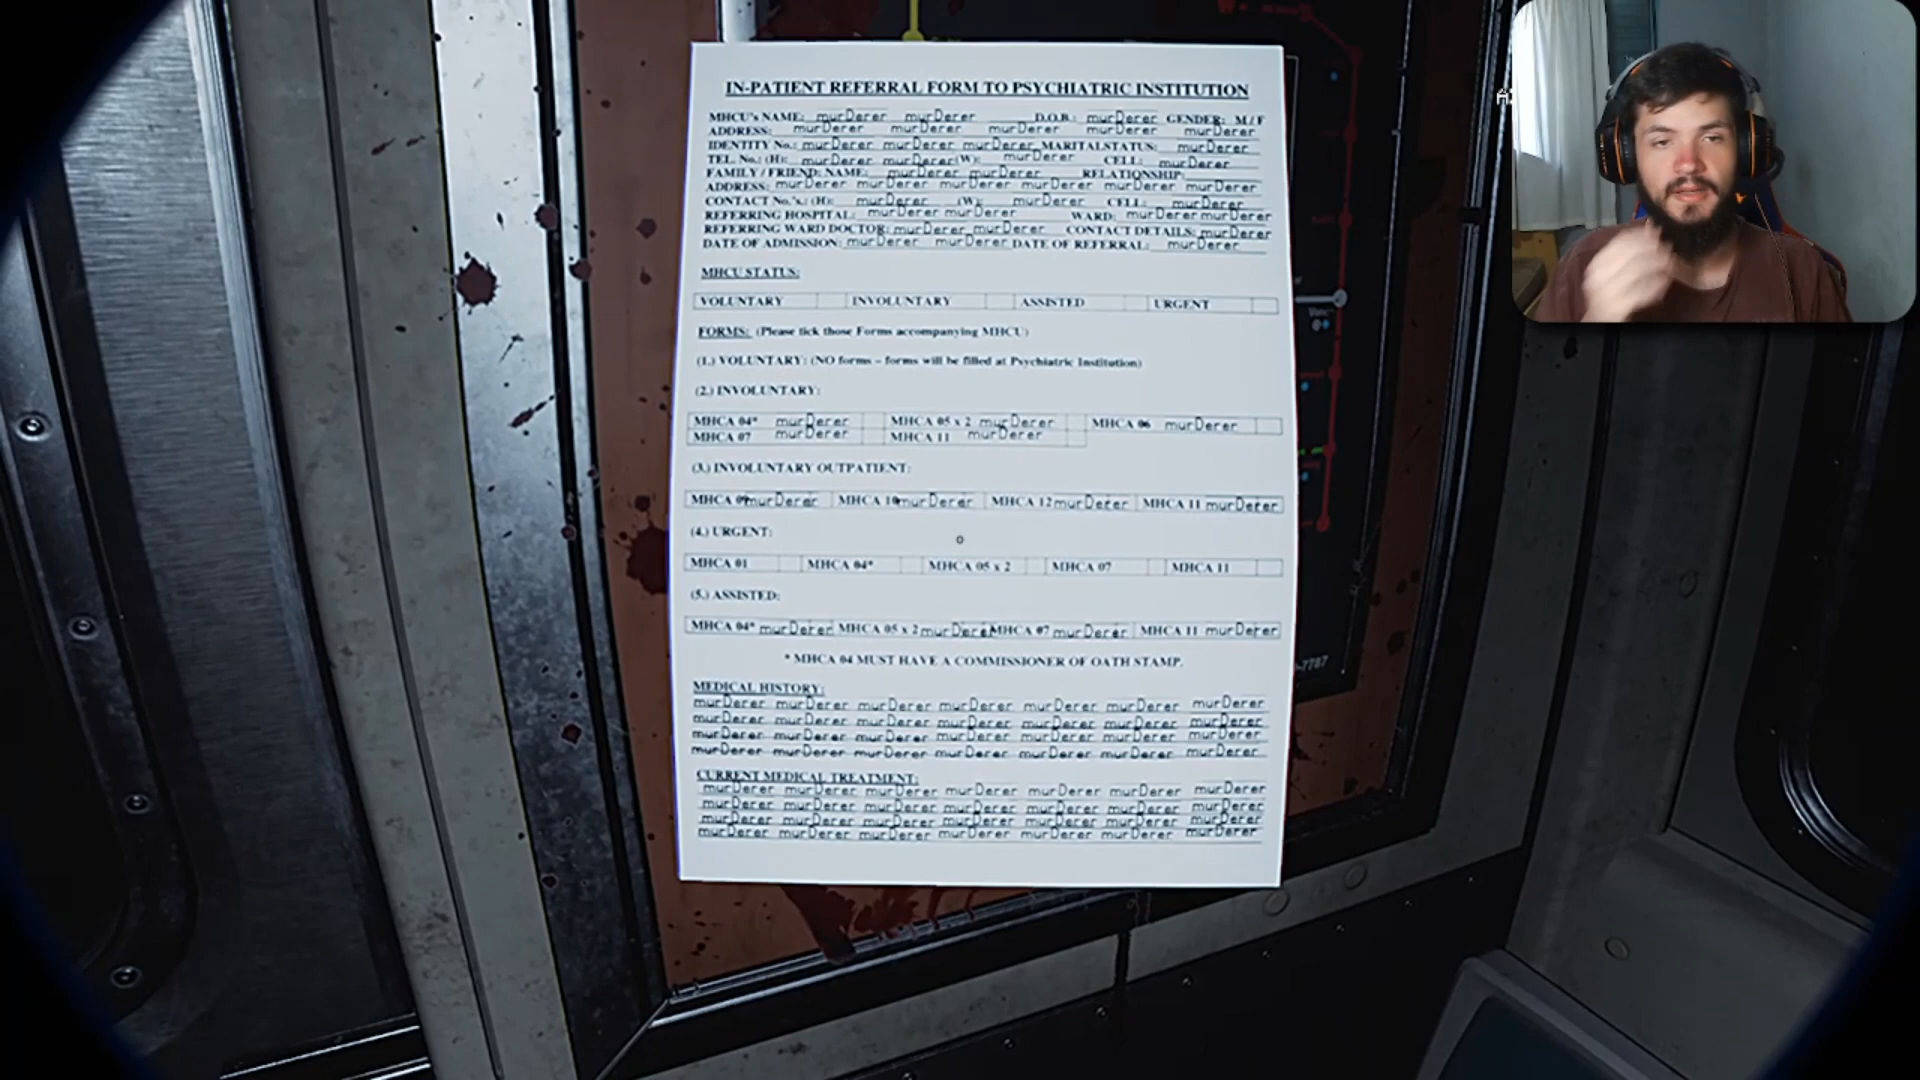 IN-PATIENT REFERRAL FORM TO PSYCHIATRIC INSTITUTION
MHCU's NAME: murDerer murDerer D.O.B.: murDerer GENDER: M / F
ADDRESS: murDerer murDerer murDerer murDerer murDerer
IDENTITY No.: murDerer murDerer murDerer MARITALSTATUS: murDerer
TEL. No.: (H): murDerer murDerer (W): murDerer CELL: murDerer
FAMILY / FRIEND: NAME: murDerer murDerer RELATIONSHIP:
ADDRESS: murDerer murDerer murDerer murDerer murDerer murDerer
CONTACT No.'s.: (H): murDerer (W): murDerer CELL: murDerer
REFERRING HOSPITAL: murDerer murDerer WARD: murDerer murDerer
REFERRING WARD DOCTOR: murDerer murDerer CONTACT DETAILS: murDerer
DATE OF ADMISSION: murDerer murDerer DATE OF REFERRAL: murDerer
MHCU STATUS:
VOLUNTARY INVOLUNTARY ASSISTED URGENT
FORMS: (Please tick those Forms accompanying MHCU)
(1.) VOLUNTARY: (NO forms – forms will be filled at Psychiatric Institution)
(2.) INVOLUNTARY:
MHCA 04* murDerer MHCA 05 x 2 murDerer MHCA 06 murDerer
MHCA 07 murDerer MHCA 11 murDerer
(3.) INVOLUNTARY OUTPATIENT:
MHCA 09 murDerer MHCA 10 murDerer MHCA 12 murDerer MHCA 11 murDerer
(4.) URGENT:
MHCA 01 MHCA 04* MHCA 05 x 2 MHCA 07 MHCA 11
(5.) ASSISTED:
MHCA 04* murDerer MHCA 05 x 2 murDerer MHCA 07 murDerer MHCA 11 murDerer
* MHCA 04 MUST HAVE A COMMISSIONER OF OATH STAMP.
MEDICAL HISTORY:
murDerer murDerer murDerer murDerer murDerer murDerer murDerer
murDerer murDerer murDerer murDerer murDerer murDerer murDerer
murDerer murDerer murDerer murDerer murDerer murDerer murDerer
murDerer murDerer murDerer murDerer murDerer murDerer murDerer
CURRENT MEDICAL TREATMENT:
murDerer murDerer murDerer murDerer murDerer murDerer murDerer
murDerer murDerer murDerer murDerer murDerer murDerer murDerer
murDerer murDerer murDerer murDerer murDerer murDerer murDerer
murDerer murDerer murDerer murDerer murDerer murDerer murDerer